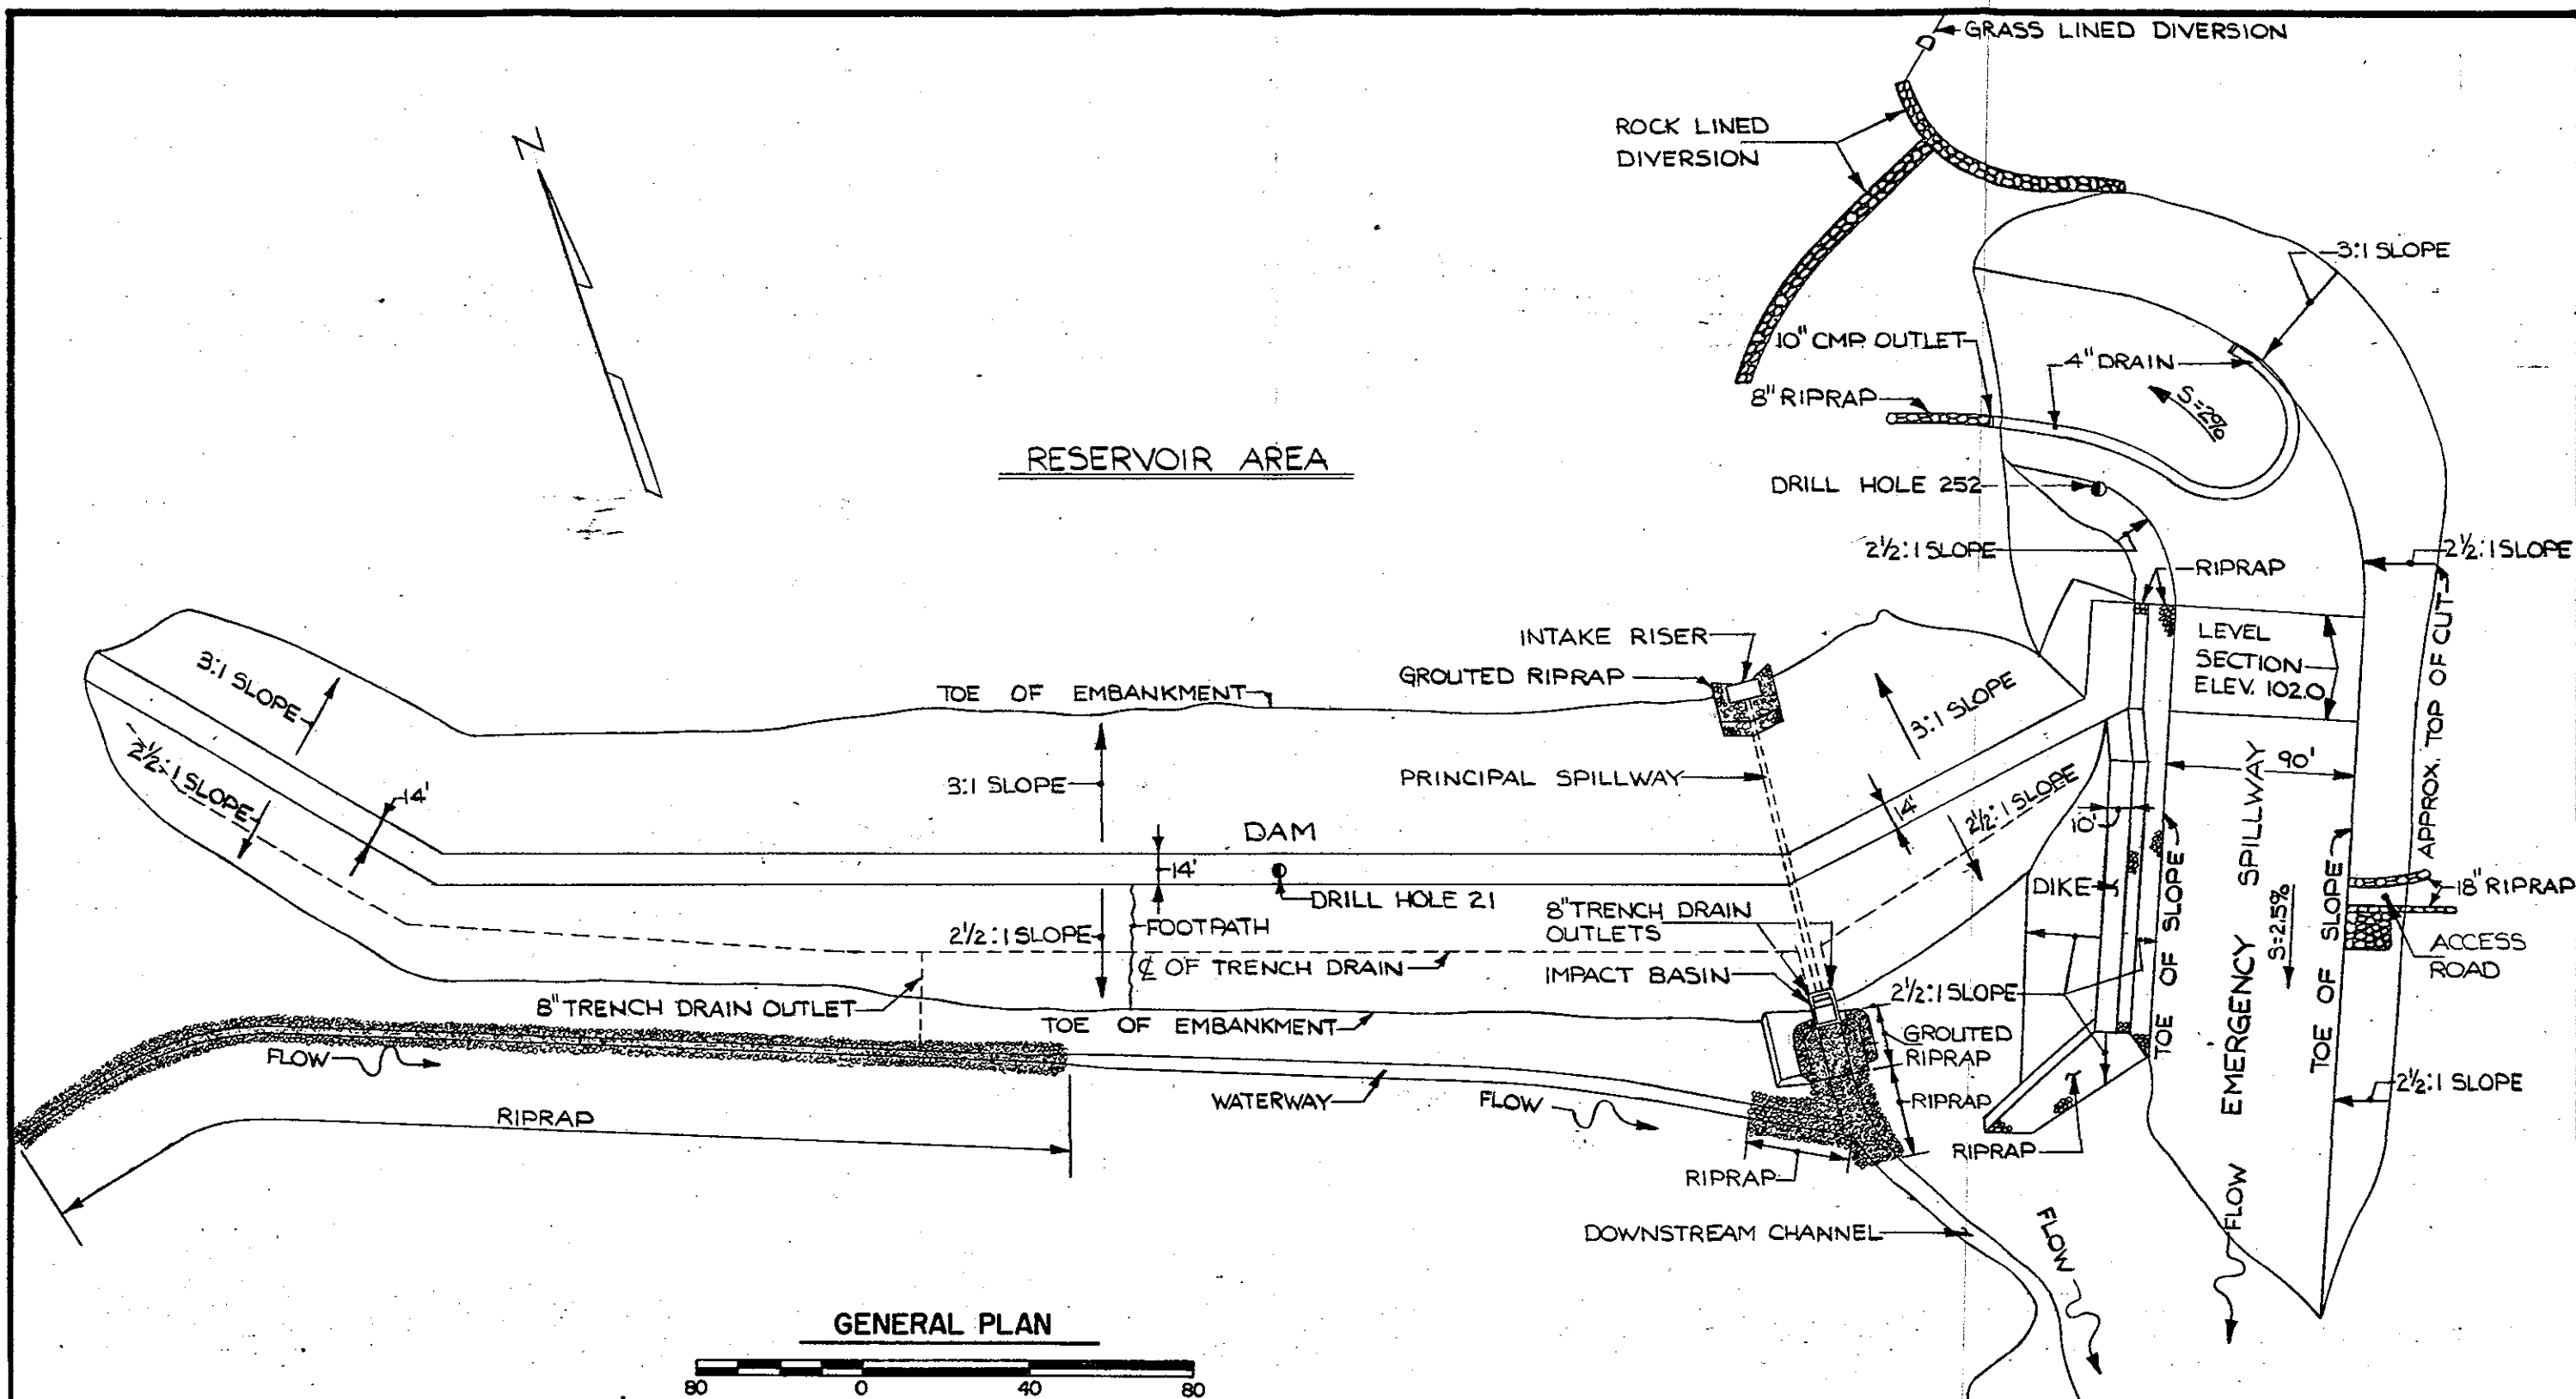 GRASS LINED DIVERSION
ROCK LINED
DIVERSION
N
3:1 SLOPE
10" CMP. OUTLET
4" DRAIN
8" RIPRAP
S=2%
RESERVOIR AREA
DRILL HOLE 252
2½:1 SLOPE
2½:1 SLOPE
RIPRAP
INTAKE RISER
GROUTED RIPRAP
LEVEL
SECTION
ELEV. 102.0
APPROX. TOP OF CUT
3:1 SLOPE
TOE OF EMBANKMENT
3:1 SLOPE
2½:1 SLOPE
14'
3:1 SLOPE
PRINCIPAL SPILLWAY
90'
14'
2½:1 SLOPE
10'
DAM
14'
DRILL HOLE 21
DIKE
TOE OF SLOPE
EMERGENCY SPILLWAY
S=2.5%
TOE OF SLOPE
18" RIPRAP
ACCESS
ROAD
2½:1 SLOPE
FOOTPATH
8" TRENCH DRAIN
OUTLETS
℄ OF TRENCH DRAIN
IMPACT BASIN
8" TRENCH DRAIN OUTLET
TOE OF EMBANKMENT
2½:1 SLOPE
GROUTED
RIPRAP
FLOW
WATERWAY
FLOW
RIPRAP
2½:1 SLOPE
RIPRAP
RIPRAP
RIPRAP
FLOW
FLOW
DOWNSTREAM CHANNEL
GENERAL PLAN
80 0 40 80